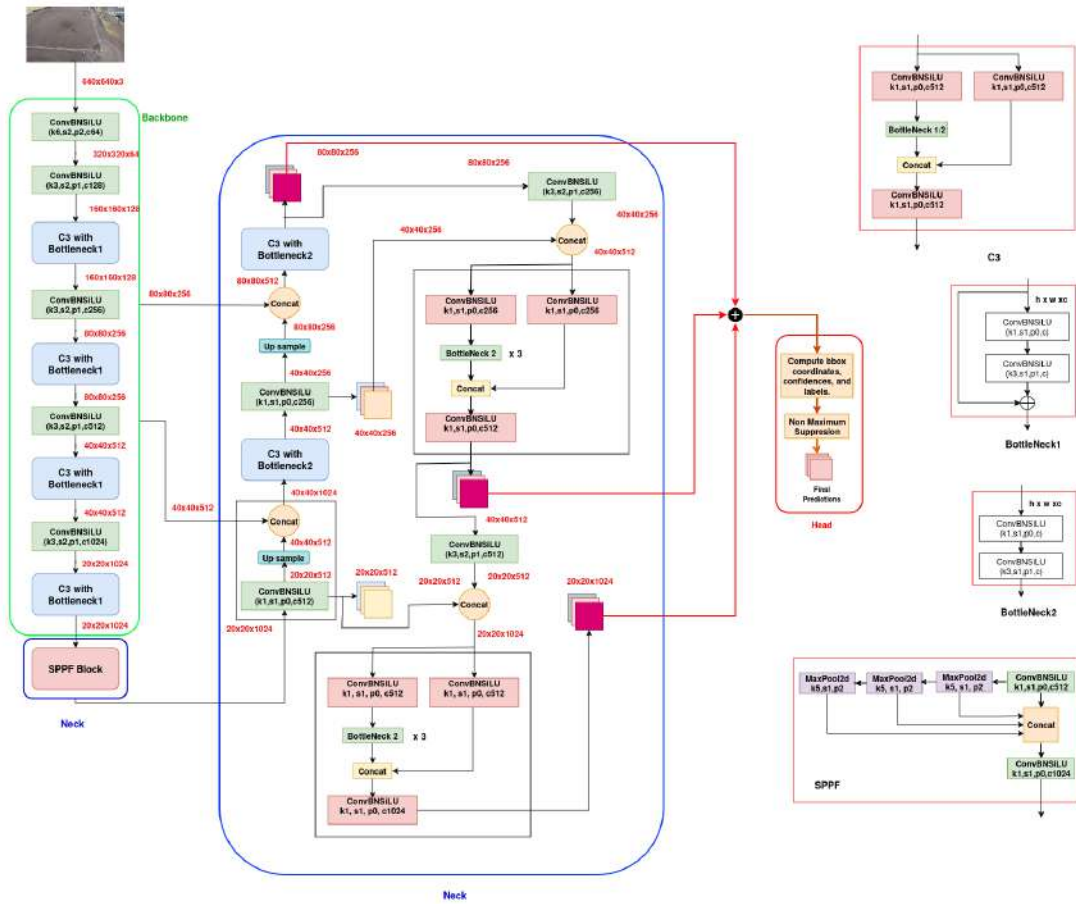 640x640x3
Backbone
ConvBNSiLU
(k6,s2,p2,c64)
320x320x64
ConvBNSiLU
(k3,s2,p1,c128)
160x160x128
C3 with
Bottleneck1
160x160x128
ConvBNSiLU
(k3,s2,p1,c256)
80x80x256
80x80x256
C3 with
Bottleneck1
80x80x256
ConvBNSiLU
(k3,s2,p1,c512)
40x40x512
C3 with
Bottleneck1
40x40x512
40x40x512
ConvBNSiLU
(k3,s2,p1,c1024)
20x20x1024
C3 with
Bottleneck1
20x20x1024
SPPF Block
Neck
80x80x256
C3 with
Bottleneck2
80x80x512
Concat
80x80x256
Up sample
40x40x256
ConvBNSiLU
(k1,s1,p0,c256)
40x40x256
40x40x512
C3 with
Bottleneck2
40x40x1024
Concat
40x40x512
Up sample
20x20x512
ConvBNSiLU
(k1,s1,p0,c512)
20x20x512
20x20x1024
80x80x256
ConvBNSiLU
(k3,s2,p1,c256)
40x40x256
40x40x256
Concat
40x40x512
ConvBNSiLU
k1,s1,p0,c256
ConvBNSiLU
k1,s1,p0,c256
BottleNeck 2
x 3
Concat
ConvBNSiLU
k1,s1,p0,c512
40x40x512
ConvBNSiLU
(k3,s2,p1,c512)
20x20x512
20x20x512
Concat
20x20x1024
20x20x1024
ConvBNSiLU
k1, s1, p0, c512
ConvBNSiLU
k1, s1, p0, c512
BottleNeck 2
x 3
Concat
ConvBNSiLU
k1, s1, p0, c1024
Neck
Compute bbox
coordinates,
confidences, and
labels.
Non Maximum
Suppresion
Final
Predictions
Head
ConvBNSiLU
k1,s1,p0,c512
ConvBNSiLU
k1,s1,p0,c512
BottleNeck 1/2
Concat
ConvBNSiLU
k1,s1,p0,c512
C3
h x w xc
ConvBNSiLU
(k1,s1,p0,c)
ConvBNSiLU
(k3,s1,p1,c)
BottleNeck1
h x w xc
ConvBNSiLU
(k1,s1,p0,c)
ConvBNSiLU
(k3,s1,p1,c)
BottleNeck2
MaxPool2d
k5,s1,p2
MaxPool2d
k5, s1, p2
MaxPool2d
k5, s1, p2
ConvBNSiLU
k1,s1,p0,c512
Concat
ConvBNSiLU
k1,s1,p0,c1024
SPPF